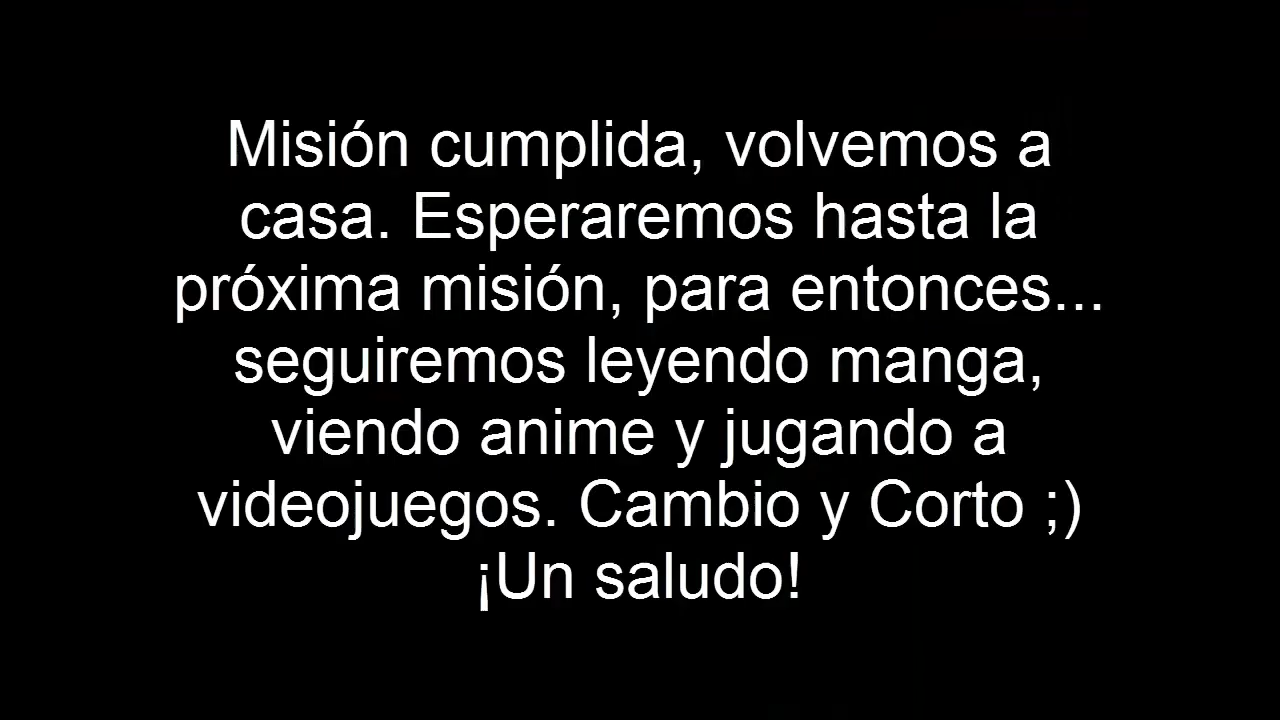 Misión cumplida, volvemos a
casa. Esperaremos hasta la
próxima misión, para entonces...
seguiremos leyendo manga,
viendo anime y jugando a
videojuegos. Cambio y Corto ;)
¡Un saludo!